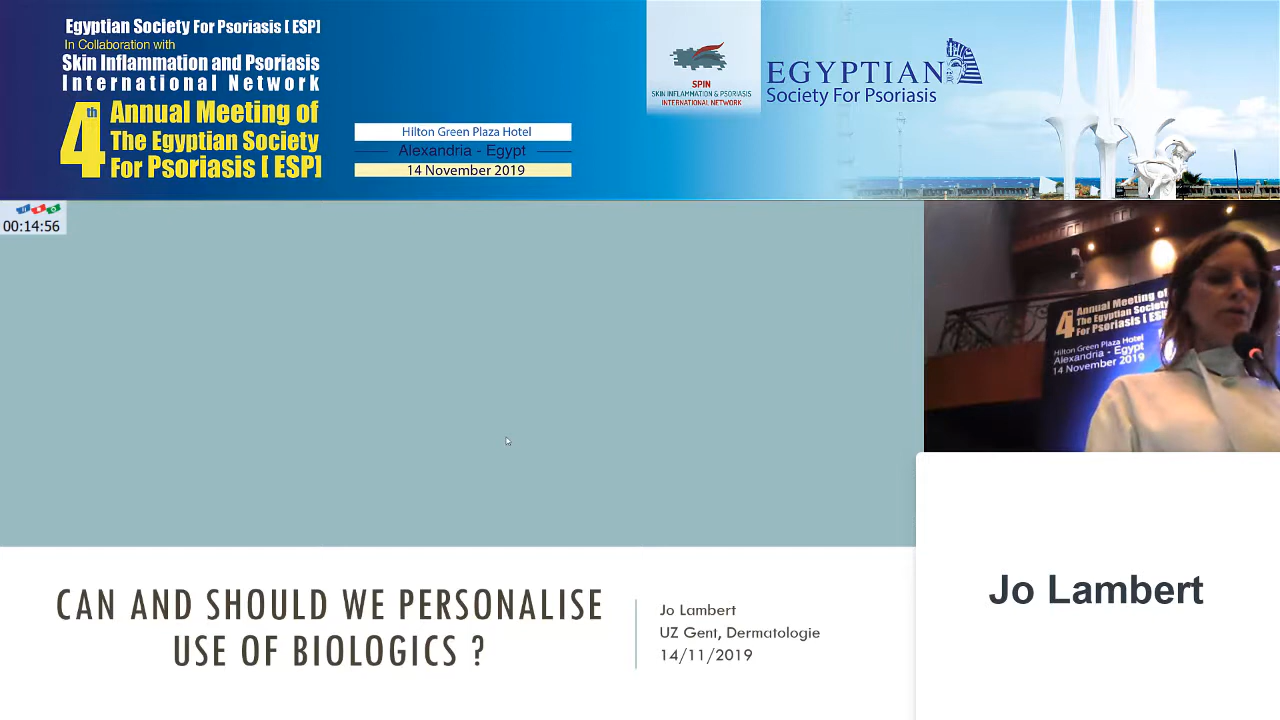 Egyptian Society For Psoriasis [ ESP]
In Collaboration with
Skin Inflammation and Psoriasis
International Network
4th Annual Meeting of
The Egyptian Society
For Psoriasis [ ESP]
Hilton Green Plaza Hotel
Alexandria - Egypt
14 November 2019
SPIN
SKIN INFLAMMATION & PSORIASIS
INTERNATIONAL NETWORK
EGYPTIAN
Society For Psoriasis
00:14:56
4 Annual Meeting of
The Egyptian Society
For Psoriasis [ ESP]
Hilton Green Plaza Hotel
Alexandria - Egypt
14 November 2019
CAN AND SHOULD WE PERSONALISE
USE OF BIOLOGICS ?
Jo Lambert
UZ Gent, Dermatologie
14/11/2019
Jo Lambert